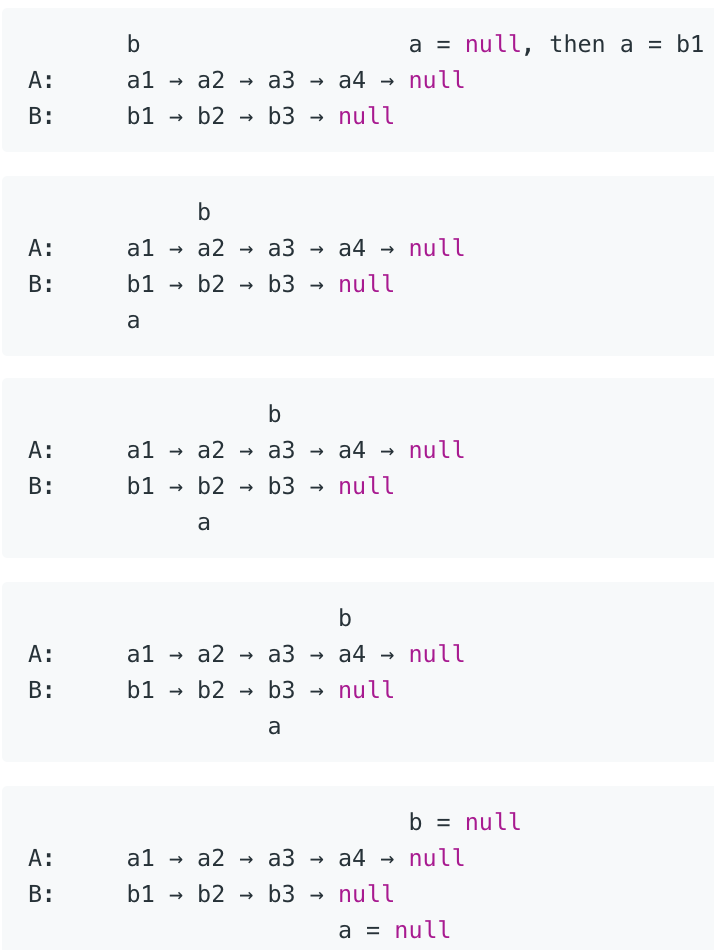 b a = null, then a = b1
A: a1 → a2 → a3 → a4 → null
B: b1 → b2 → b3 → null
b
A: a1 → a2 → a3 → a4 → null
B: b1 → b2 → b3 → null
a
b
A: a1 → a2 → a3 → a4 → null
B: b1 → b2 → b3 → null
a
b
A: a1 → a2 → a3 → a4 → null
B: b1 → b2 → b3 → null
a
b = null
A: a1 → a2 → a3 → a4 → null
B: b1 → b2 → b3 → null
a = null